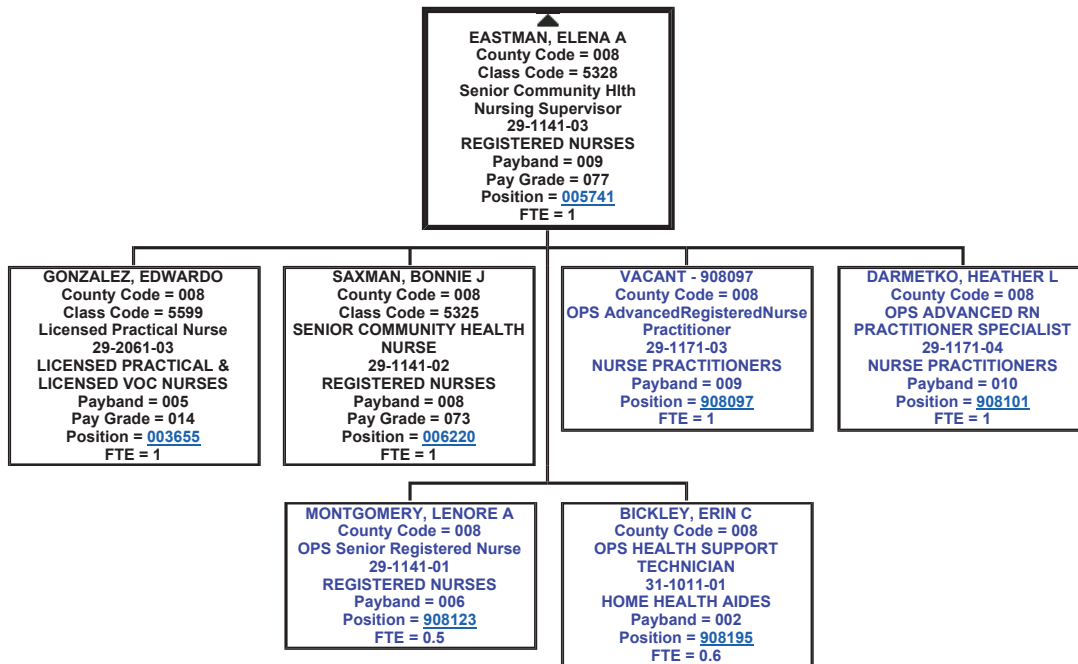 EASTMAN, ELENA A
County Code = 008
Class Code = 5328
Senior Community Hlth
Nursing Supervisor
29-1141-03
REGISTERED NURSES
Payband = 009
Pay Grade = 077
Position = 005741
FTE = 1
GONZALEZ, EDWARDO
County Code = 008
Class Code = 5599
Licensed Practical Nurse
29-2061-03
LICENSED PRACTICAL &
LICENSED VOC NURSES
Payband = 005
Pay Grade = 014
Position = 003655
FTE = 1
SAXMAN, BONNIE J
County Code = 008
Class Code = 5325
SENIOR COMMUNITY HEALTH
NURSE
29-1141-02
REGISTERED NURSES
Payband = 008
Pay Grade = 073
Position = 006220
FTE = 1
VACANT - 908097
County Code = 008
OPS AdvancedRegisteredNurse
Practitioner
29-1171-03
NURSE PRACTITIONERS
Payband = 009
Position = 908097
FTE = 1
DARMETKO, HEATHER L
County Code = 008
OPS ADVANCED RN
PRACTITIONER SPECIALIST
29-1171-04
NURSE PRACTITIONERS
Payband = 010
Position = 908101
FTE = 1
MONTGOMERY, LENORE A
County Code = 008
OPS Senior Registered Nurse
29-1141-01
REGISTERED NURSES
Payband = 006
Position = 908123
FTE = 0.5
BICKLEY, ERIN C
County Code = 008
OPS HEALTH SUPPORT
TECHNICIAN
31-1011-01
HOME HEALTH AIDES
Payband = 002
Position = 908195
FTE = 0.6